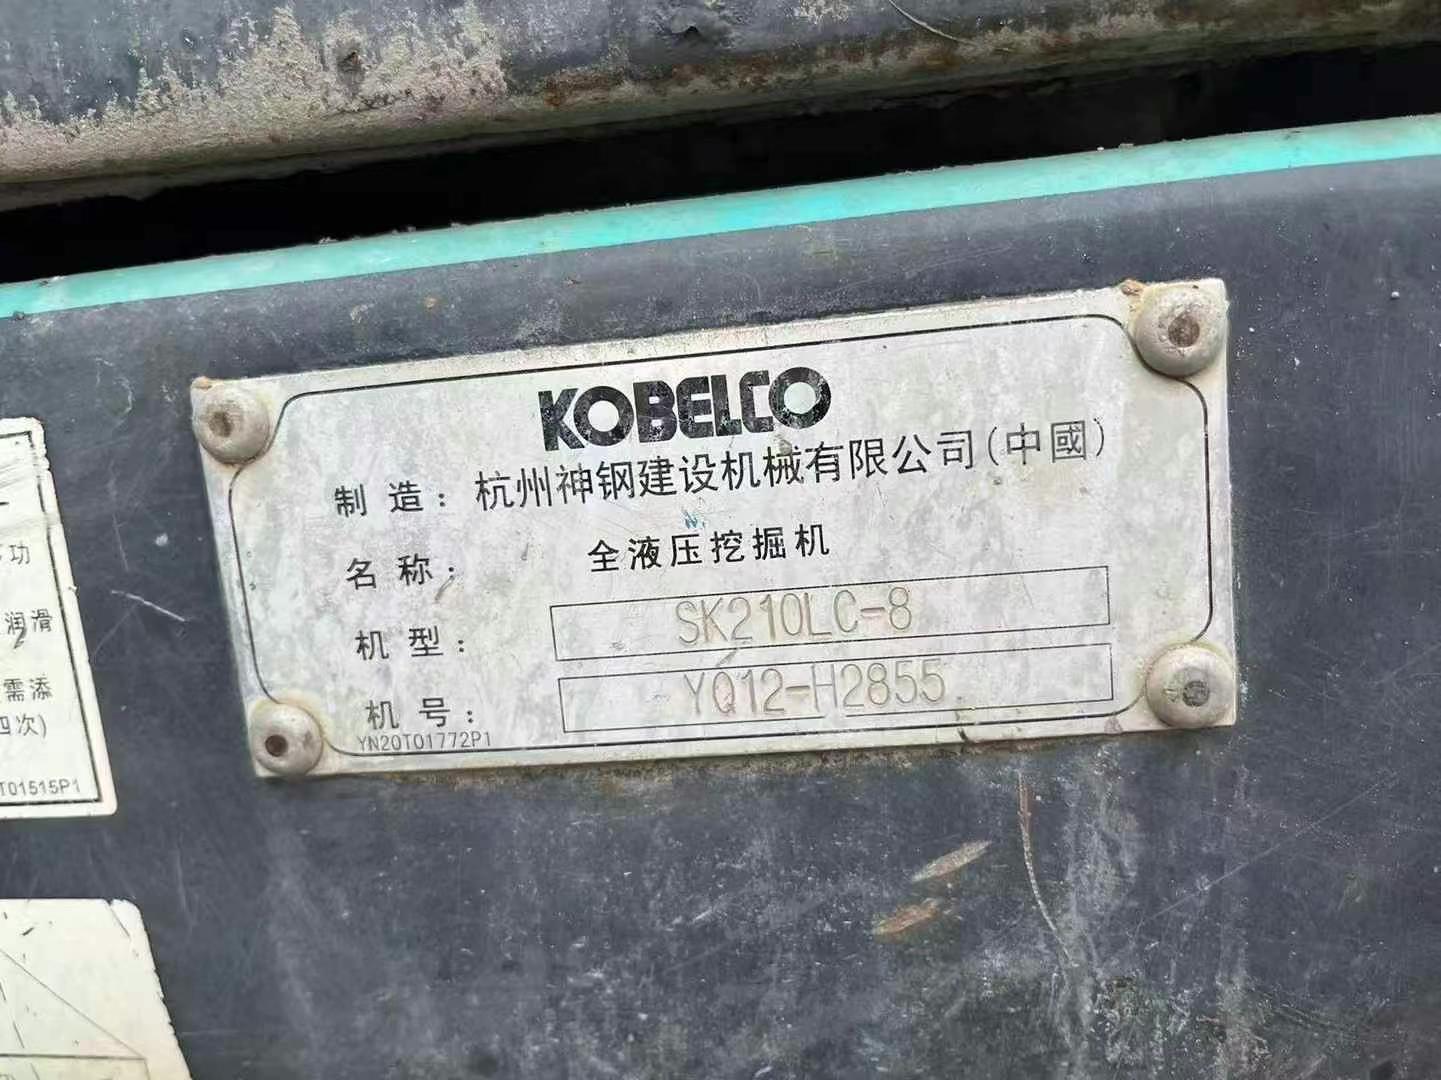 KOBELCO
制 造：杭州神钢建设机械有限公司(中國)
名 称： 全液压挖掘机
机 型： SK210LC-8
机 号： YQ12-H2855
YN20T01772P1
功
润滑
需添
四次)
T01515P1